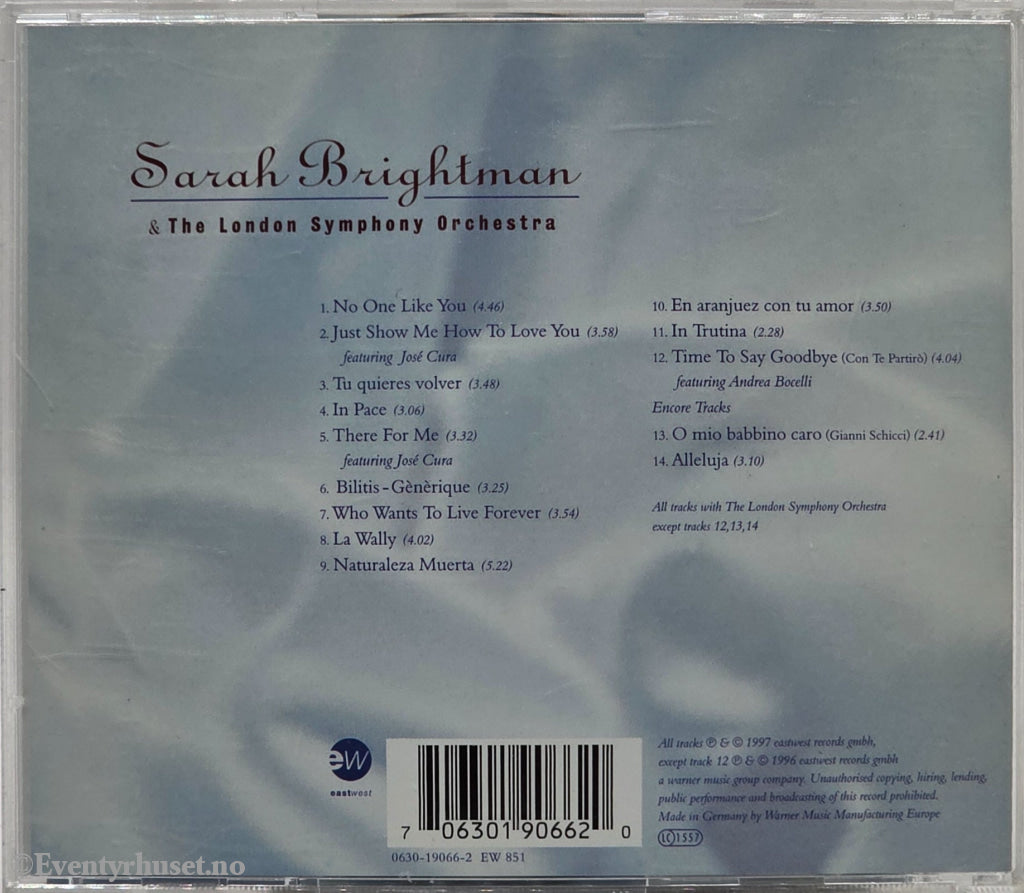 Sarah Brightman
& The London Symphony Orchestra
1. No One Like You (4.46)
2. Just Show Me How To Love You (3.58)
featuring José Cura
3. Tu quieres volver (3.48)
4. In Pace (3.06)
5. There For Me (3.32)
featuring José Cura
6. Bilitis - Gènèrique (3.25)
7. Who Wants To Live Forever (3.54)
8. La Wally (4.02)
9. Naturaleza Muerta (5.22)
10. En aranjuez con tu amor (3.50)
11. In Trutina (2.28)
12. Time To Say Goodbye (Con Te Partirò) (4.04)
featuring Andrea Bocelli
Encore Tracks
13. O mio babbino caro (Gianni Schicci) (2.41)
14. Alleluja (3.10)
All tracks with The London Symphony Orchestra
except tracks 12,13,14
ew
eastwest
7 06301 90662 0
0630-19066-2 EW 851
All tracks ℗ & © 1997 eastwest records gmbh,
except track 12 ℗ & © 1996 eastwest records gmbh
a warner music group company. Unauthorised copying, hiring, lending,
public performance and broadcasting of this record prohibited.
Made in Germany by Warner Music Manufacturing Europe
LC 1557
©Eventyrhuset.no